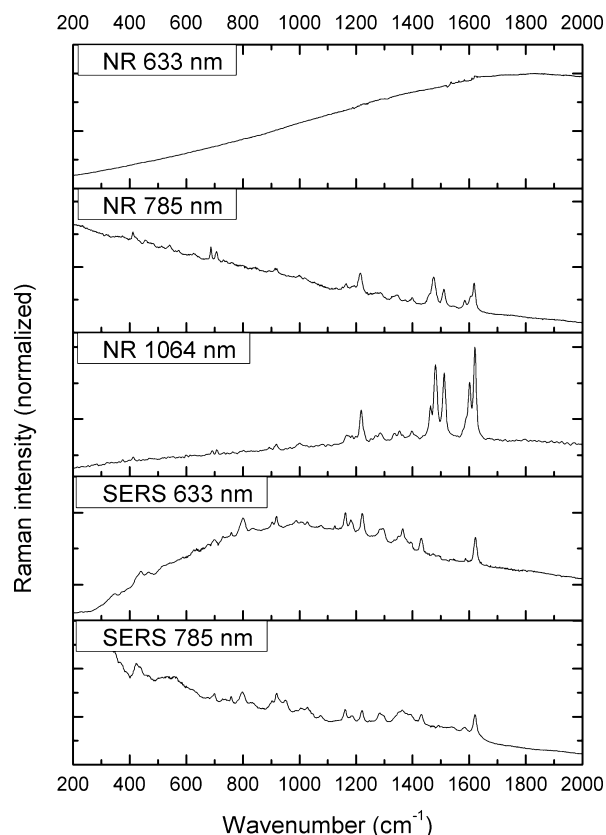 200 400 600 800 1000 1200 1400 1600 1800 2000
NR 633 nm
NR 785 nm
NR 1064 nm
SERS 633 nm
SERS 785 nm
Raman intensity (normalized)
200 400 600 800 1000 1200 1400 1600 1800 2000
Wavenumber (cm⁻¹)